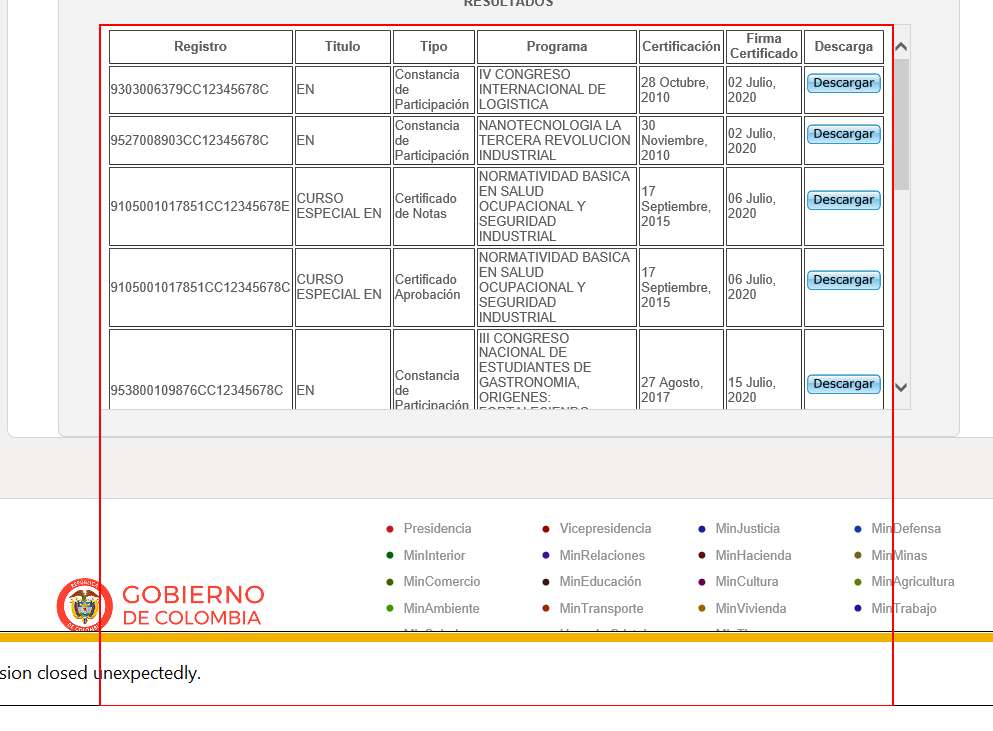 RESULTADOS
Registro Titulo Tipo Programa Certificación Firma Certificado Descarga
9303006379CC12345678C EN Constancia de Participación IV CONGRESO INTERNACIONAL DE LOGISTICA 28 Octubre, 2010 02 Julio, 2020 Descargar
9527008903CC12345678C EN Constancia de Participación NANOTECNOLOGIA LA TERCERA REVOLUCION INDUSTRIAL 30 Noviembre, 2010 02 Julio, 2020 Descargar
9105001017851CC12345678E CURSO ESPECIAL EN Certificado de Notas NORMATIVIDAD BASICA EN SALUD OCUPACIONAL Y SEGURIDAD INDUSTRIAL 17 Septiembre, 2015 06 Julio, 2020 Descargar
9105001017851CC12345678C CURSO ESPECIAL EN Certificado Aprobación NORMATIVIDAD BASICA EN SALUD OCUPACIONAL Y SEGURIDAD INDUSTRIAL 17 Septiembre, 2015 06 Julio, 2020 Descargar
953800109876CC12345678C EN Constancia de Participación III CONGRESO NACIONAL DE ESTUDIANTES DE GASTRONOMIA, ORIGENES: 27 Agosto, 2017 15 Julio, 2020 Descargar
Presidencia Vicepresidencia MinJusticia MinDefensa
MinInterior MinRelaciones MinHacienda MinMinas
MinComercio MinEducación MinCultura MinAgricultura
MinAmbiente MinTransporte MinVivienda MinTrabajo
GOBIERNO
DE COLOMBIA
sion closed unexpectedly.